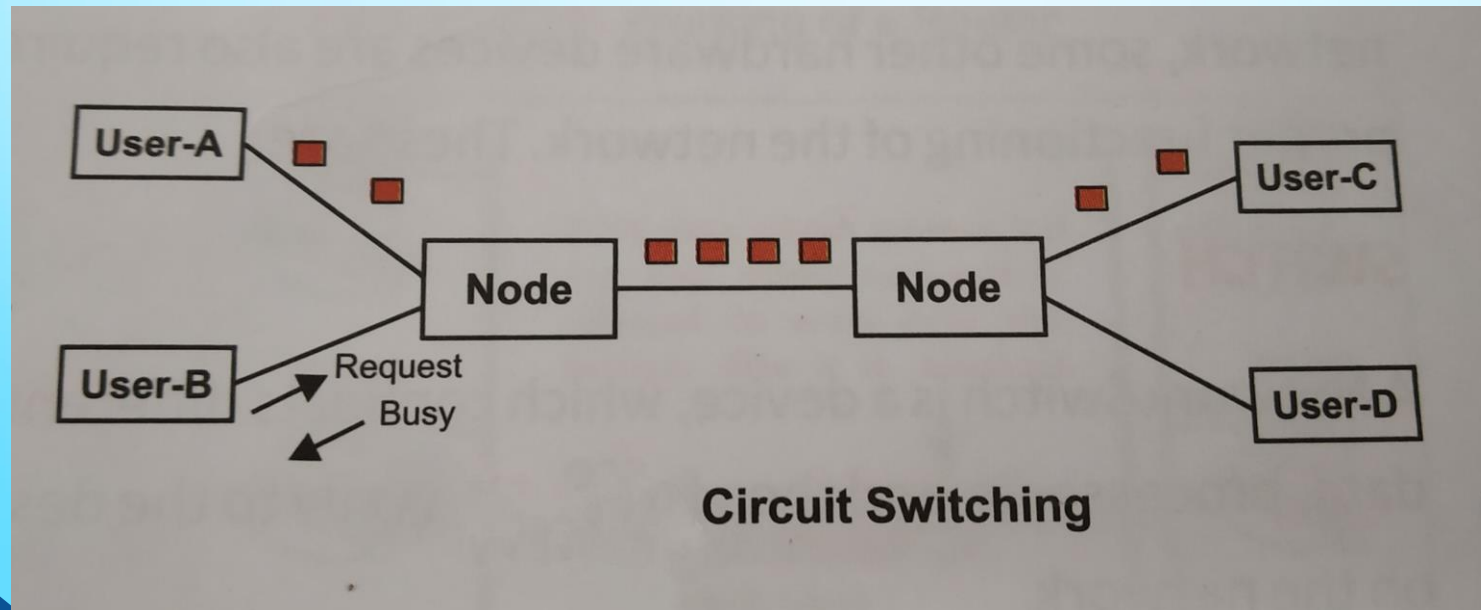 User-A
User-C
Node
Node
Request
User-B
Busy
User-D
Circuit Switching